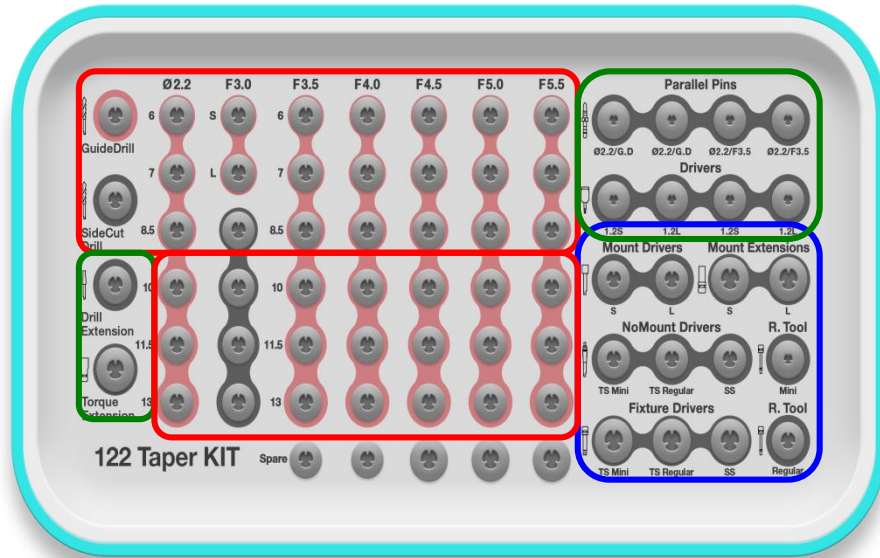 Ø2.2 F3.0 F3.5 F4.0 F4.5 F5.0 F5.5
6 S 6
GuideDrill
7 L 7
8.5 8.5
SideCut
Drill
10 10
Drill
Extension
11.5 11.5
13 13
Torque
Extension
122 Taper KIT
Spare
Parallel Pins
Ø2.2/G.D Ø2.2/G.D Ø2.2/F3.5 Ø2.2/F3.5
Drivers
1.2S 1.2L 1.2S 1.2L
Mount Drivers Mount Extensions
S L S L
NoMount Drivers R. Tool
TS Mini TS Regular SS Mini
Fixture Drivers R. Tool
TS Mini TS Regular SS Regular